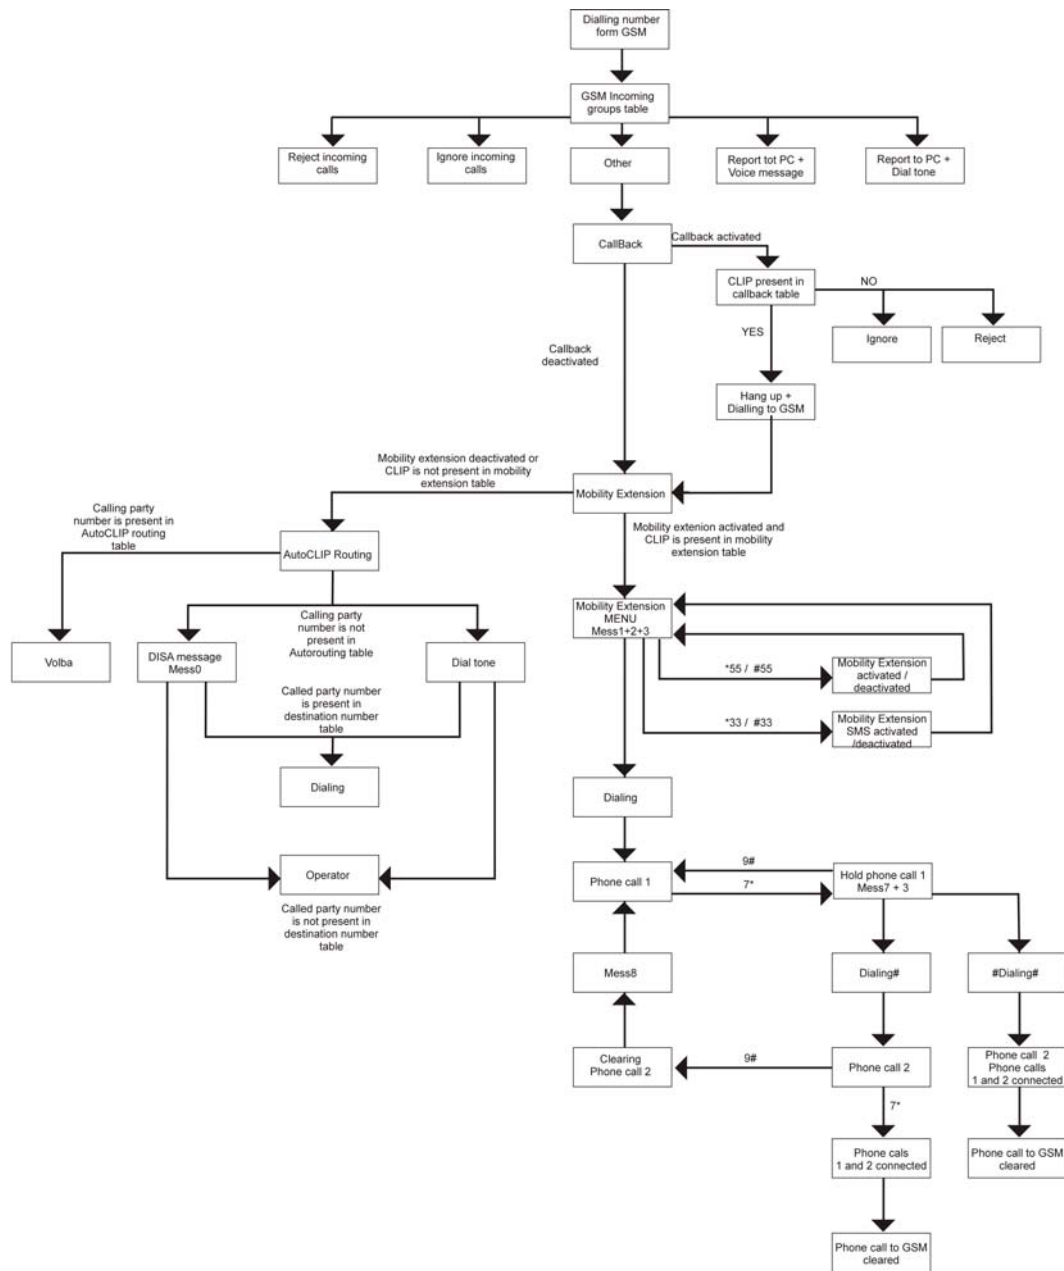 Dialling number
form GSM
GSM Incoming
groups table
Reject incoming
calls
Ignore incoming
calls
Other
Report tot PC +
Voice message
Report to PC +
Dial tone
CallBack
Callback activated
CLIP present in
callback table
NO
YES
Ignore
Reject
Callback
deactivated
Hang up +
Dialling to GSM
Mobility extension deactivated or
CLIP is not present in mobility
extension table
Mobility Extension
Calling party
number is present in
AutoCLIP routing
table
AutoCLIP Routing
Mobility extenion activated and
CLIP is present in mobility
extension table
Mobility Extension
MENU
Mess1+2+3
Volba
DISA message
Mess0
Calling party
number is not
present in
Autorouting table
Dial tone
*55 / #55
Mobility Extension
activated /
deactivated
Called party number
is present in
destination number
table
*33 / #33
Mobility Extension
SMS activated
/deactivated
Dialing
Dialing
Operator
Called party number
is not present in
destination number
table
Phone call 1
9#
7*
Hold phone call 1
Mess7 + 3
Mess8
Dialing#
#Dialing#
Clearing
Phone call 2
9#
Phone call 2
Phone call 2
Phone calls
1 and 2 connected
7*
Phone cals
1 and 2 connected
Phone call to GSM
cleared
Phone call to GSM
cleared